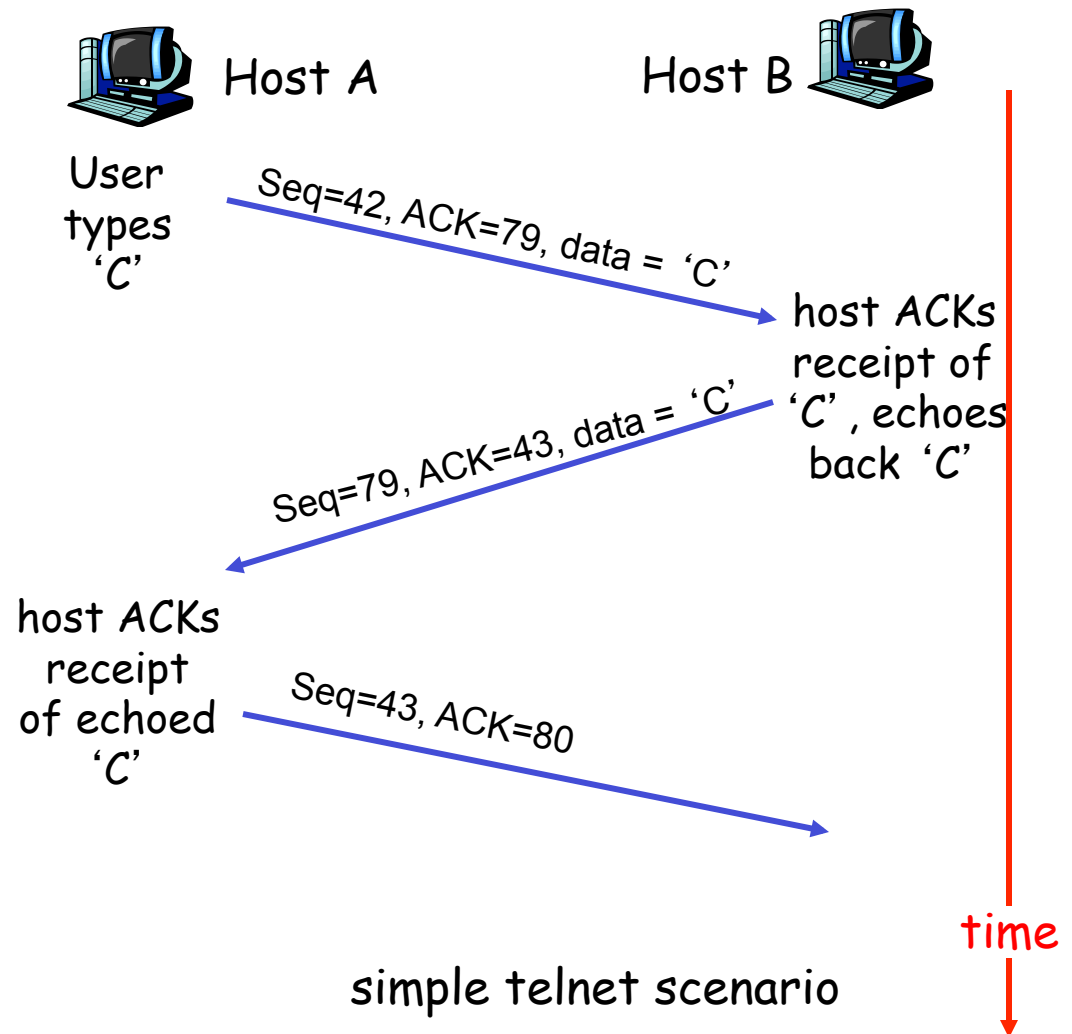 Host A
Host B
User
types
‘C’
Seq=42, ACK=79, data = ‘C’
host ACKs
receipt of
‘C’ , echoes
back ‘C’
Seq=79, ACK=43, data = ‘C’
host ACKs
receipt
of echoed
‘C’
Seq=43, ACK=80
time
simple telnet scenario